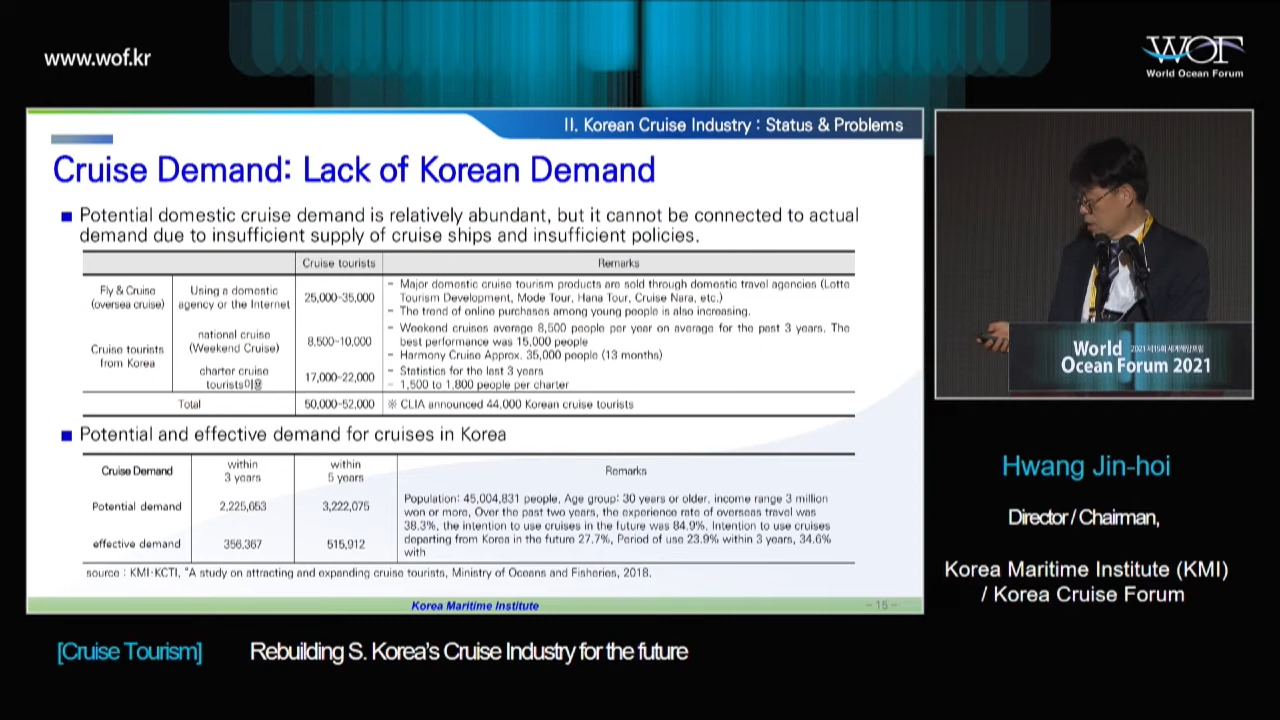 www.wof.kr
WOF
World Ocean Forum
II. Korean Cruise Industry : Status & Problems
Cruise Demand: Lack of Korean Demand
■ Potential domestic cruise demand is relatively abundant, but it cannot be connected to actual
demand due to insufficient supply of cruise ships and insufficient policies.
Cruise tourists Remarks
Fly & Cruise
(oversea cruise)
Using a domestic
agency or the Internet
25,000~35,000
- Major domestic cruise tourism products are sold through domestic travel agencies (Lotte
Tourism Development, Mode Tour, Hana Tour, Cruise Nara, etc.)
- The trend of online purchases among young people is also increasing.
Cruise tourists
from Korea
national cruise
(Weekend Cruise)
8,500~10,000
- Weekend cruises average 8,500 people per year on average for the past 3 years. The
best performance was 15,000 people
- Harmony Cruise Approx. 35,000 people (13 months)
charter cruise
tourists이용
17,000~22,000
- Statistics for the last 3 years
- 1,500 to 1,800 people per charter
Total 50,000~52,000 ※ CLIA announced 44,000 Korean cruise tourists
■ Potential and effective demand for cruises in Korea
Cruise Demand
within
3 years
within
5 years
Remarks
Potential demand 2,225,653 3,222,075
effective demand 356,367 515,912
Population: 45,004,831 people, Age group: 30 years or older, income range 3 million
won or more, Over the past two years, the experience rate of overseas travel was
38.3%, the intention to use cruises in the future was 84.9%, Intention to use cruises
departing from Korea in the future 27.7%, Period of use 23.9% within 3 years, 34.6%
with
source : KMI·KCTI, "A study on attracting and expanding cruise tourists, Ministry of Oceans and Fisheries, 2018.
Korea Maritime Institute
- 15 -
World 2021 제15회 세계해양포럼
Ocean Forum 2021
Hwang Jin-hoi
Director / Chairman,
Korea Maritime Institute (KMI)
/ Korea Cruise Forum
[Cruise Tourism] Rebuilding S. Korea's Cruise Industry for the future